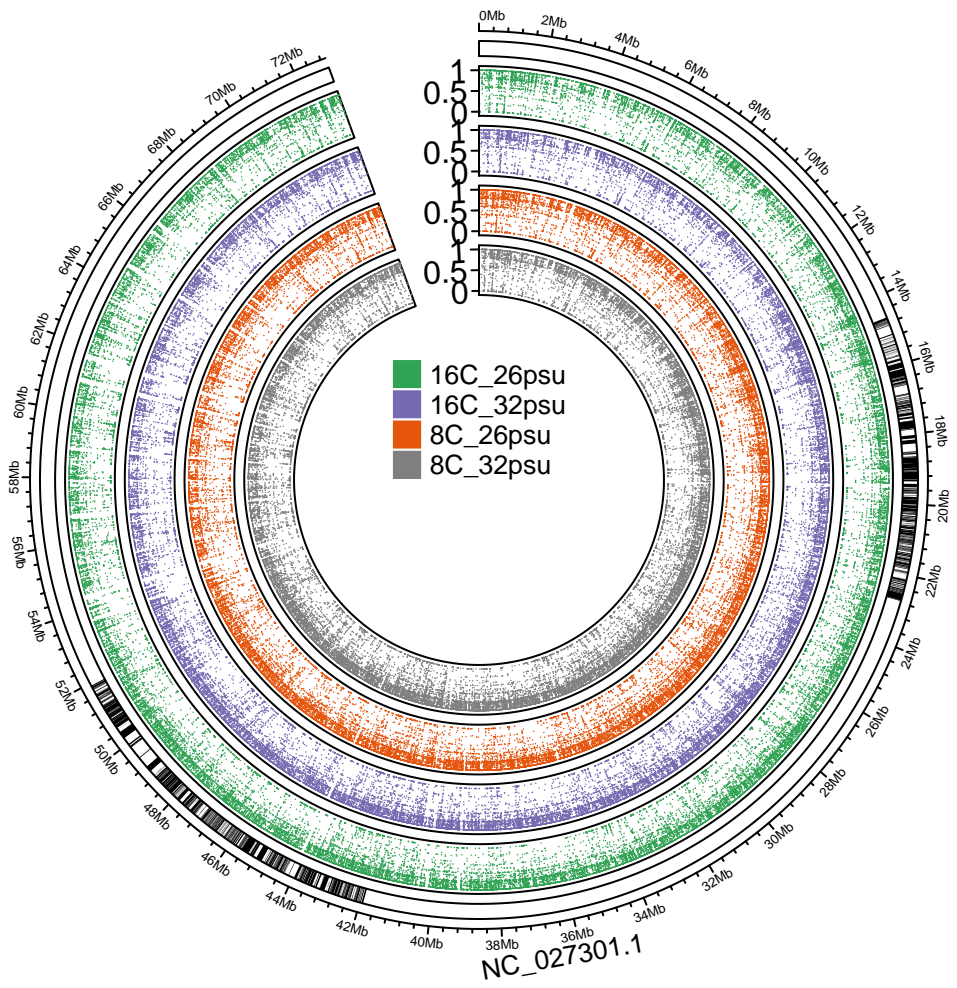 0Mb
2Mb
4Mb
6Mb
8Mb
10Mb
12Mb
14Mb
16Mb
18Mb
20Mb
22Mb
24Mb
26Mb
28Mb
30Mb
32Mb
34Mb
36Mb
38Mb
40Mb
42Mb
44Mb
46Mb
48Mb
50Mb
52Mb
54Mb
56Mb
58Mb
60Mb
62Mb
64Mb
66Mb
68Mb
70Mb
72Mb
1
0.5
0
1
0.5
0
1
0.5
0
1
0.5
0
16C_26psu
16C_32psu
8C_26psu
8C_32psu
NC_027301.1